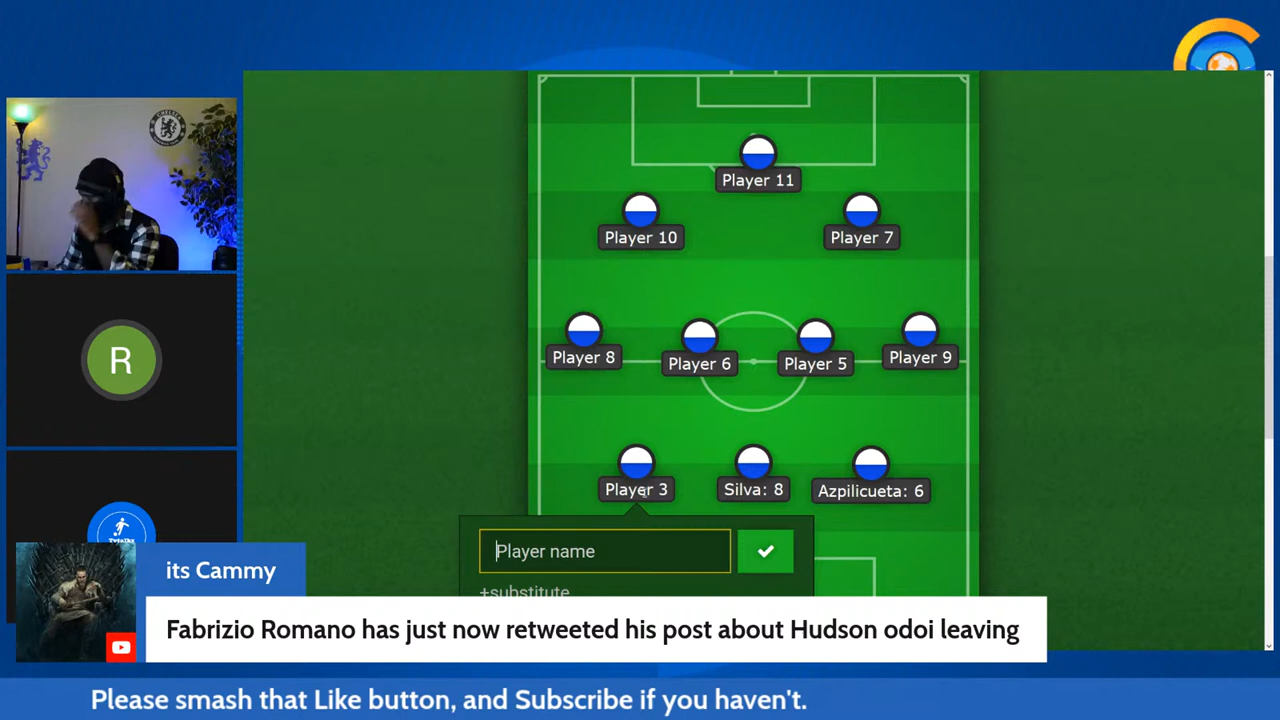 CHELSEA
Player 11
Player 10
Player 7
Player 8
Player 6
Player 5
Player 9
Player 3
Silva: 8
Azpilicueta: 6
R
Player name
+substitute
its Cammy
Fabrizio Romano has just now retweeted his post about Hudson odoi leaving
Please smash that Like button, and Subscribe if you haven't.